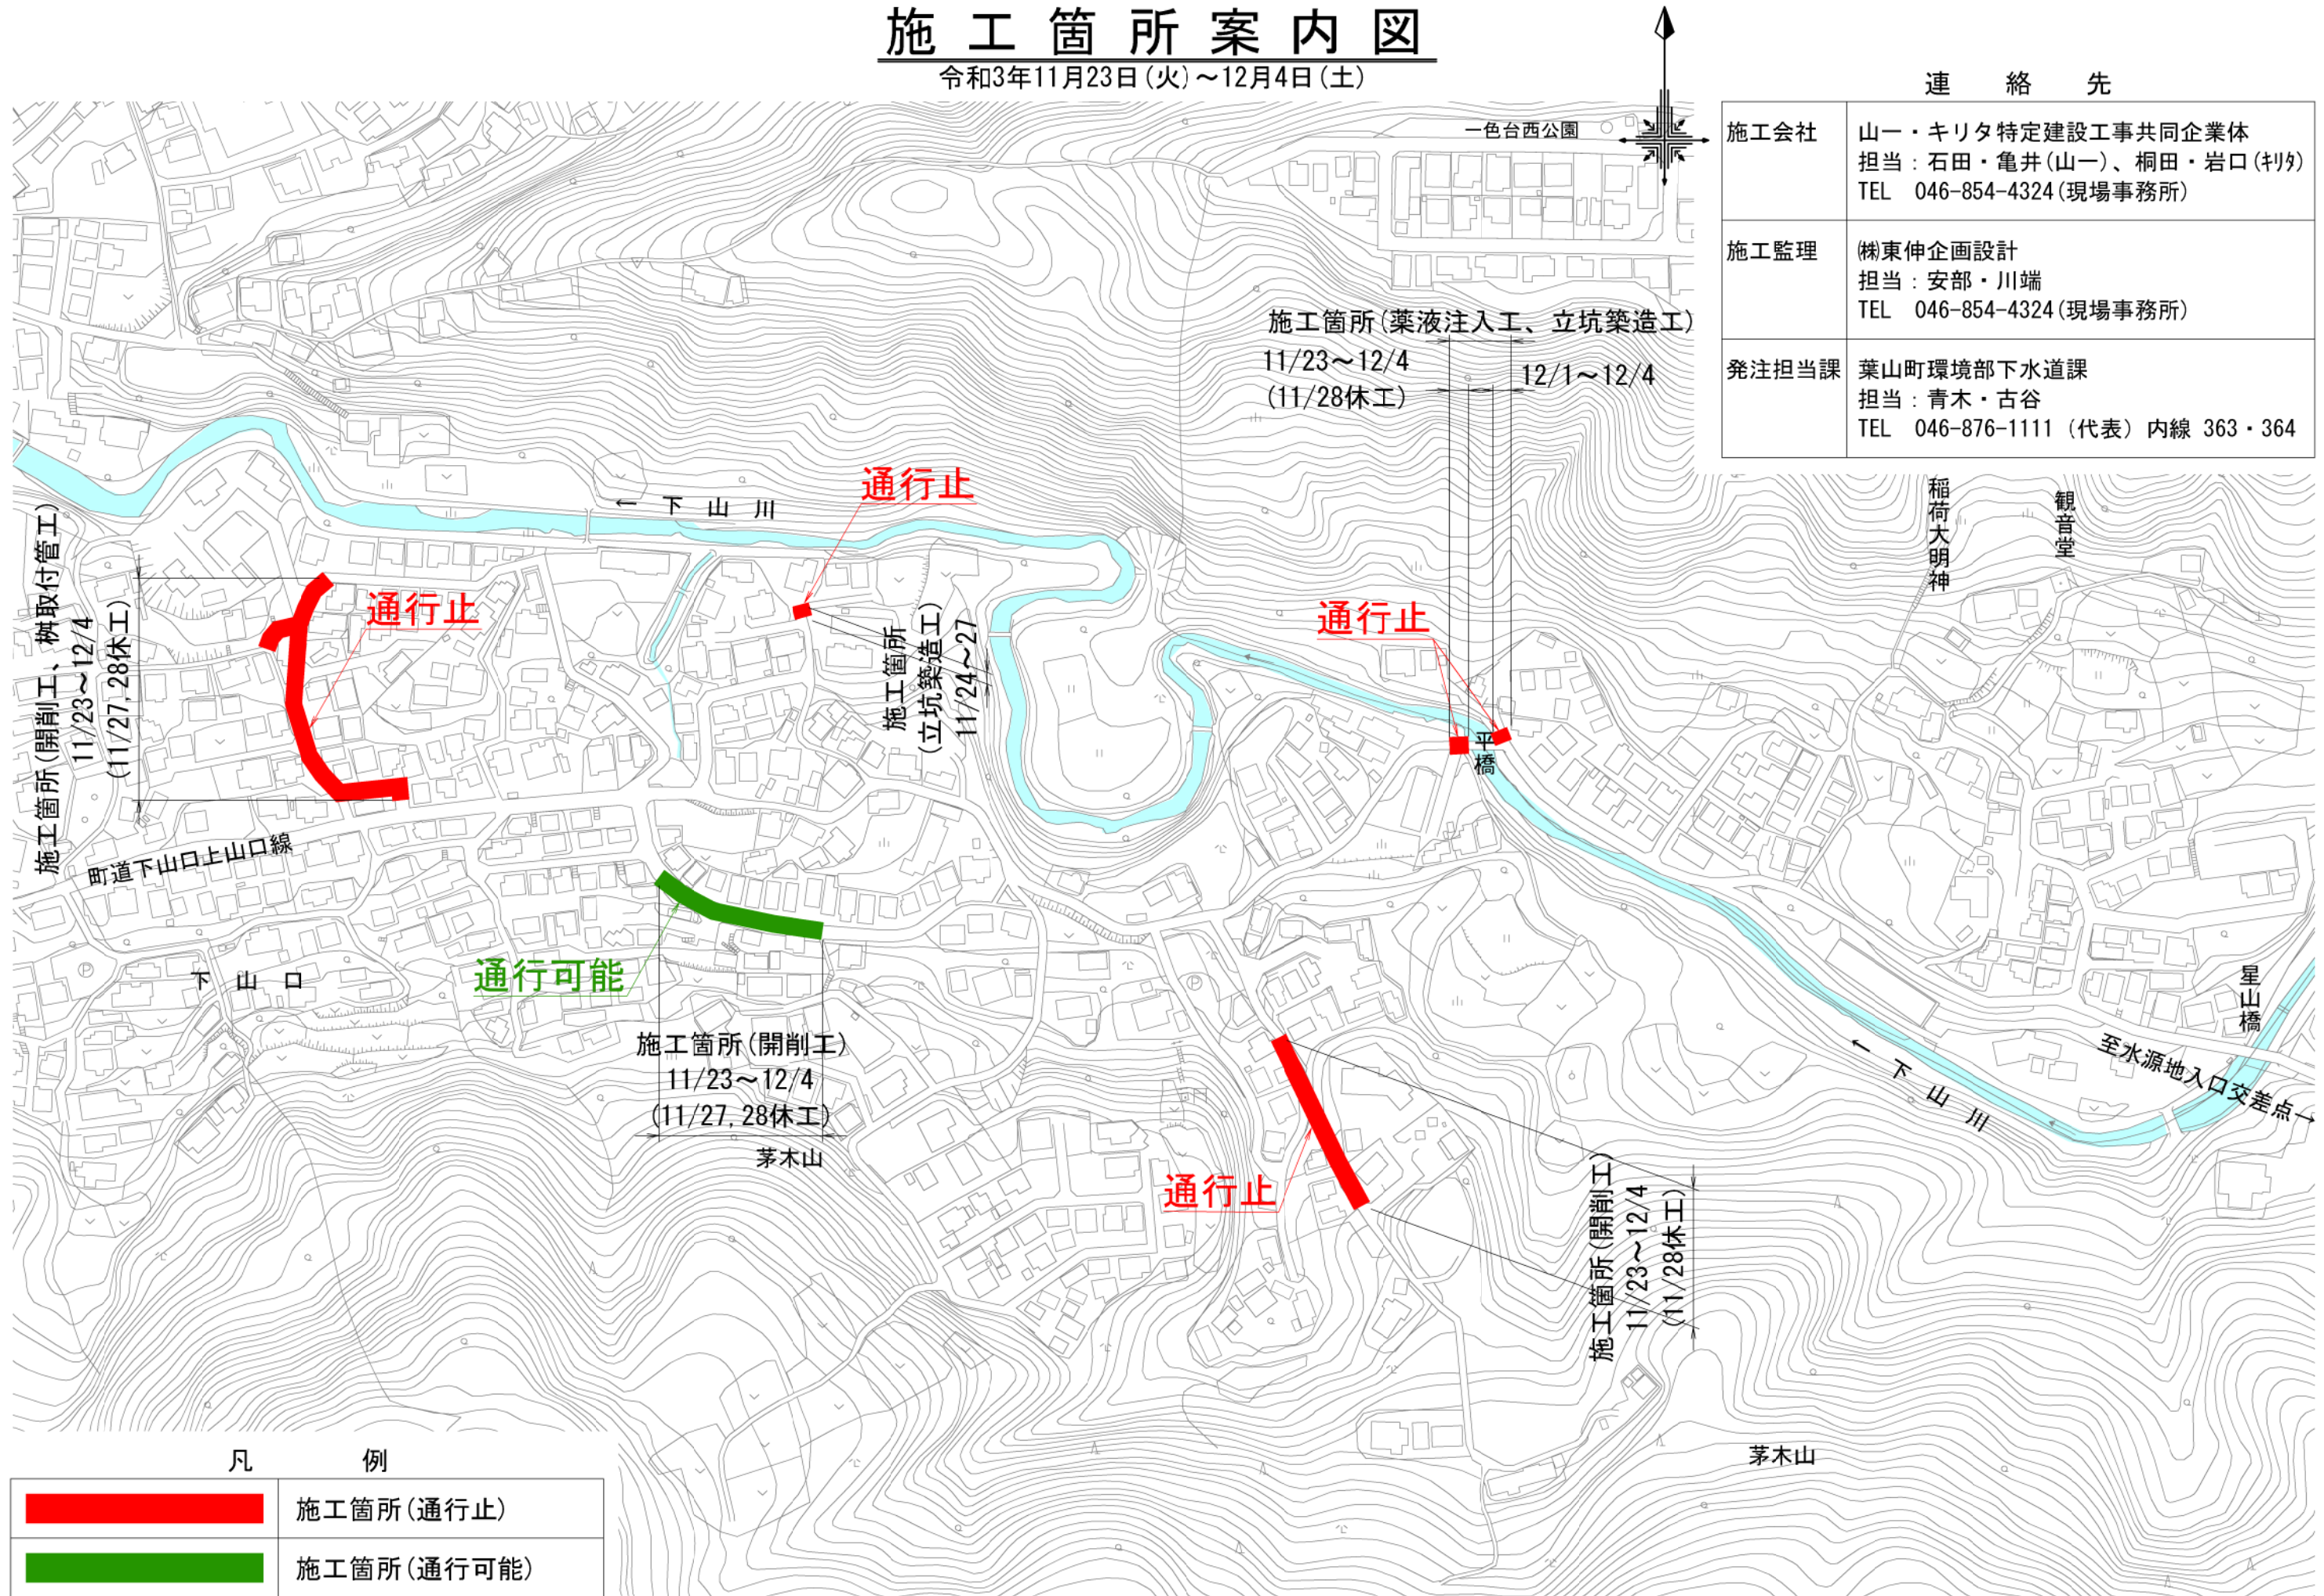 施工箇所案内図
令和3年11月23日(火)～12月4日(土)
連絡先
施工会社
山一・キリタ特定建設工事共同企業体
担当：石田・亀井(山一)、桐田・岩口(ｷﾘﾀ)
TEL 046-854-4324(現場事務所)
施工監理
㈱東伸企画設計
担当：安部・川端
TEL 046-854-4324(現場事務所)
発注担当課
葉山町環境部下水道課
担当：青木・古谷
TEL 046-876-1111（代表）内線 363・364
一色台西公園
施工箇所(薬液注入工、立坑築造工)
11/23～12/4
(11/28休工)
12/1～12/4
稲荷大明神
観音堂
← 下山川
通行止
通行止
通行止
施工箇所(開削工、桝取付管工)
11/23～12/4
(11/27,28休工)
施工箇所
(立坑築造工)
11/24～27
平橋
町道下山口上山口線
下山口
通行可能
施工箇所(開削工)
11/23～12/4
(11/27,28休工)
茅木山
通行止
施工箇所(開削工)
11/23～12/4
(11/28休工)
星山橋
至水源地入口交差点→
← 下山川
茅木山
Ⓟ
Ⓟ
凡例
施工箇所(通行止)
施工箇所(通行可能)